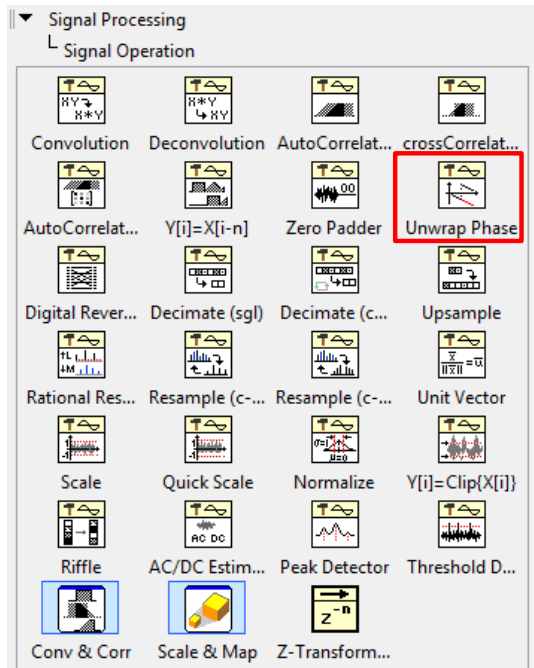 Signal Processing
Signal Operation
Convolution Deconvolution AutoCorrelat... crossCorrelat...
AutoCorrelat... Y[i]=X[i-n] Zero Padder Unwrap Phase
Digital Rever... Decimate (sgl) Decimate (c... Upsample
Rational Res... Resample (c-... Resample (c-... Unit Vector
Scale Quick Scale Normalize Y[i]=Clip{X[i]}
AC DC
Riffle AC/DC Estim... Peak Detector Threshold D...
z⁻ⁿ
Conv & Corr Scale & Map Z-Transform...